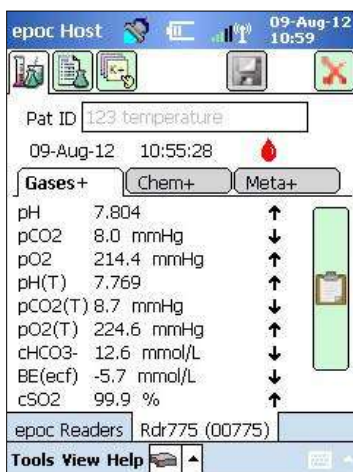 epoc Host 09-Aug-12
10:59
K+
Pat ID 123 temperature
09-Aug-12 10:55:28
Gases+ Chem+ Meta+
pH 7.804 ↑
pCO2 8.0 mmHg ↓
pO2 214.4 mmHg ↑
pH(T) 7.769 ↑
pCO2(T) 8.7 mmHg ↓
pO2(T) 224.6 mmHg ↑
cHCO3- 12.6 mmol/L ↓
BE(ecf) -5.7 mmol/L ↓
cSO2 99.9 % ↑
epoc Readers Rdr775 (00775)
Tools View Help